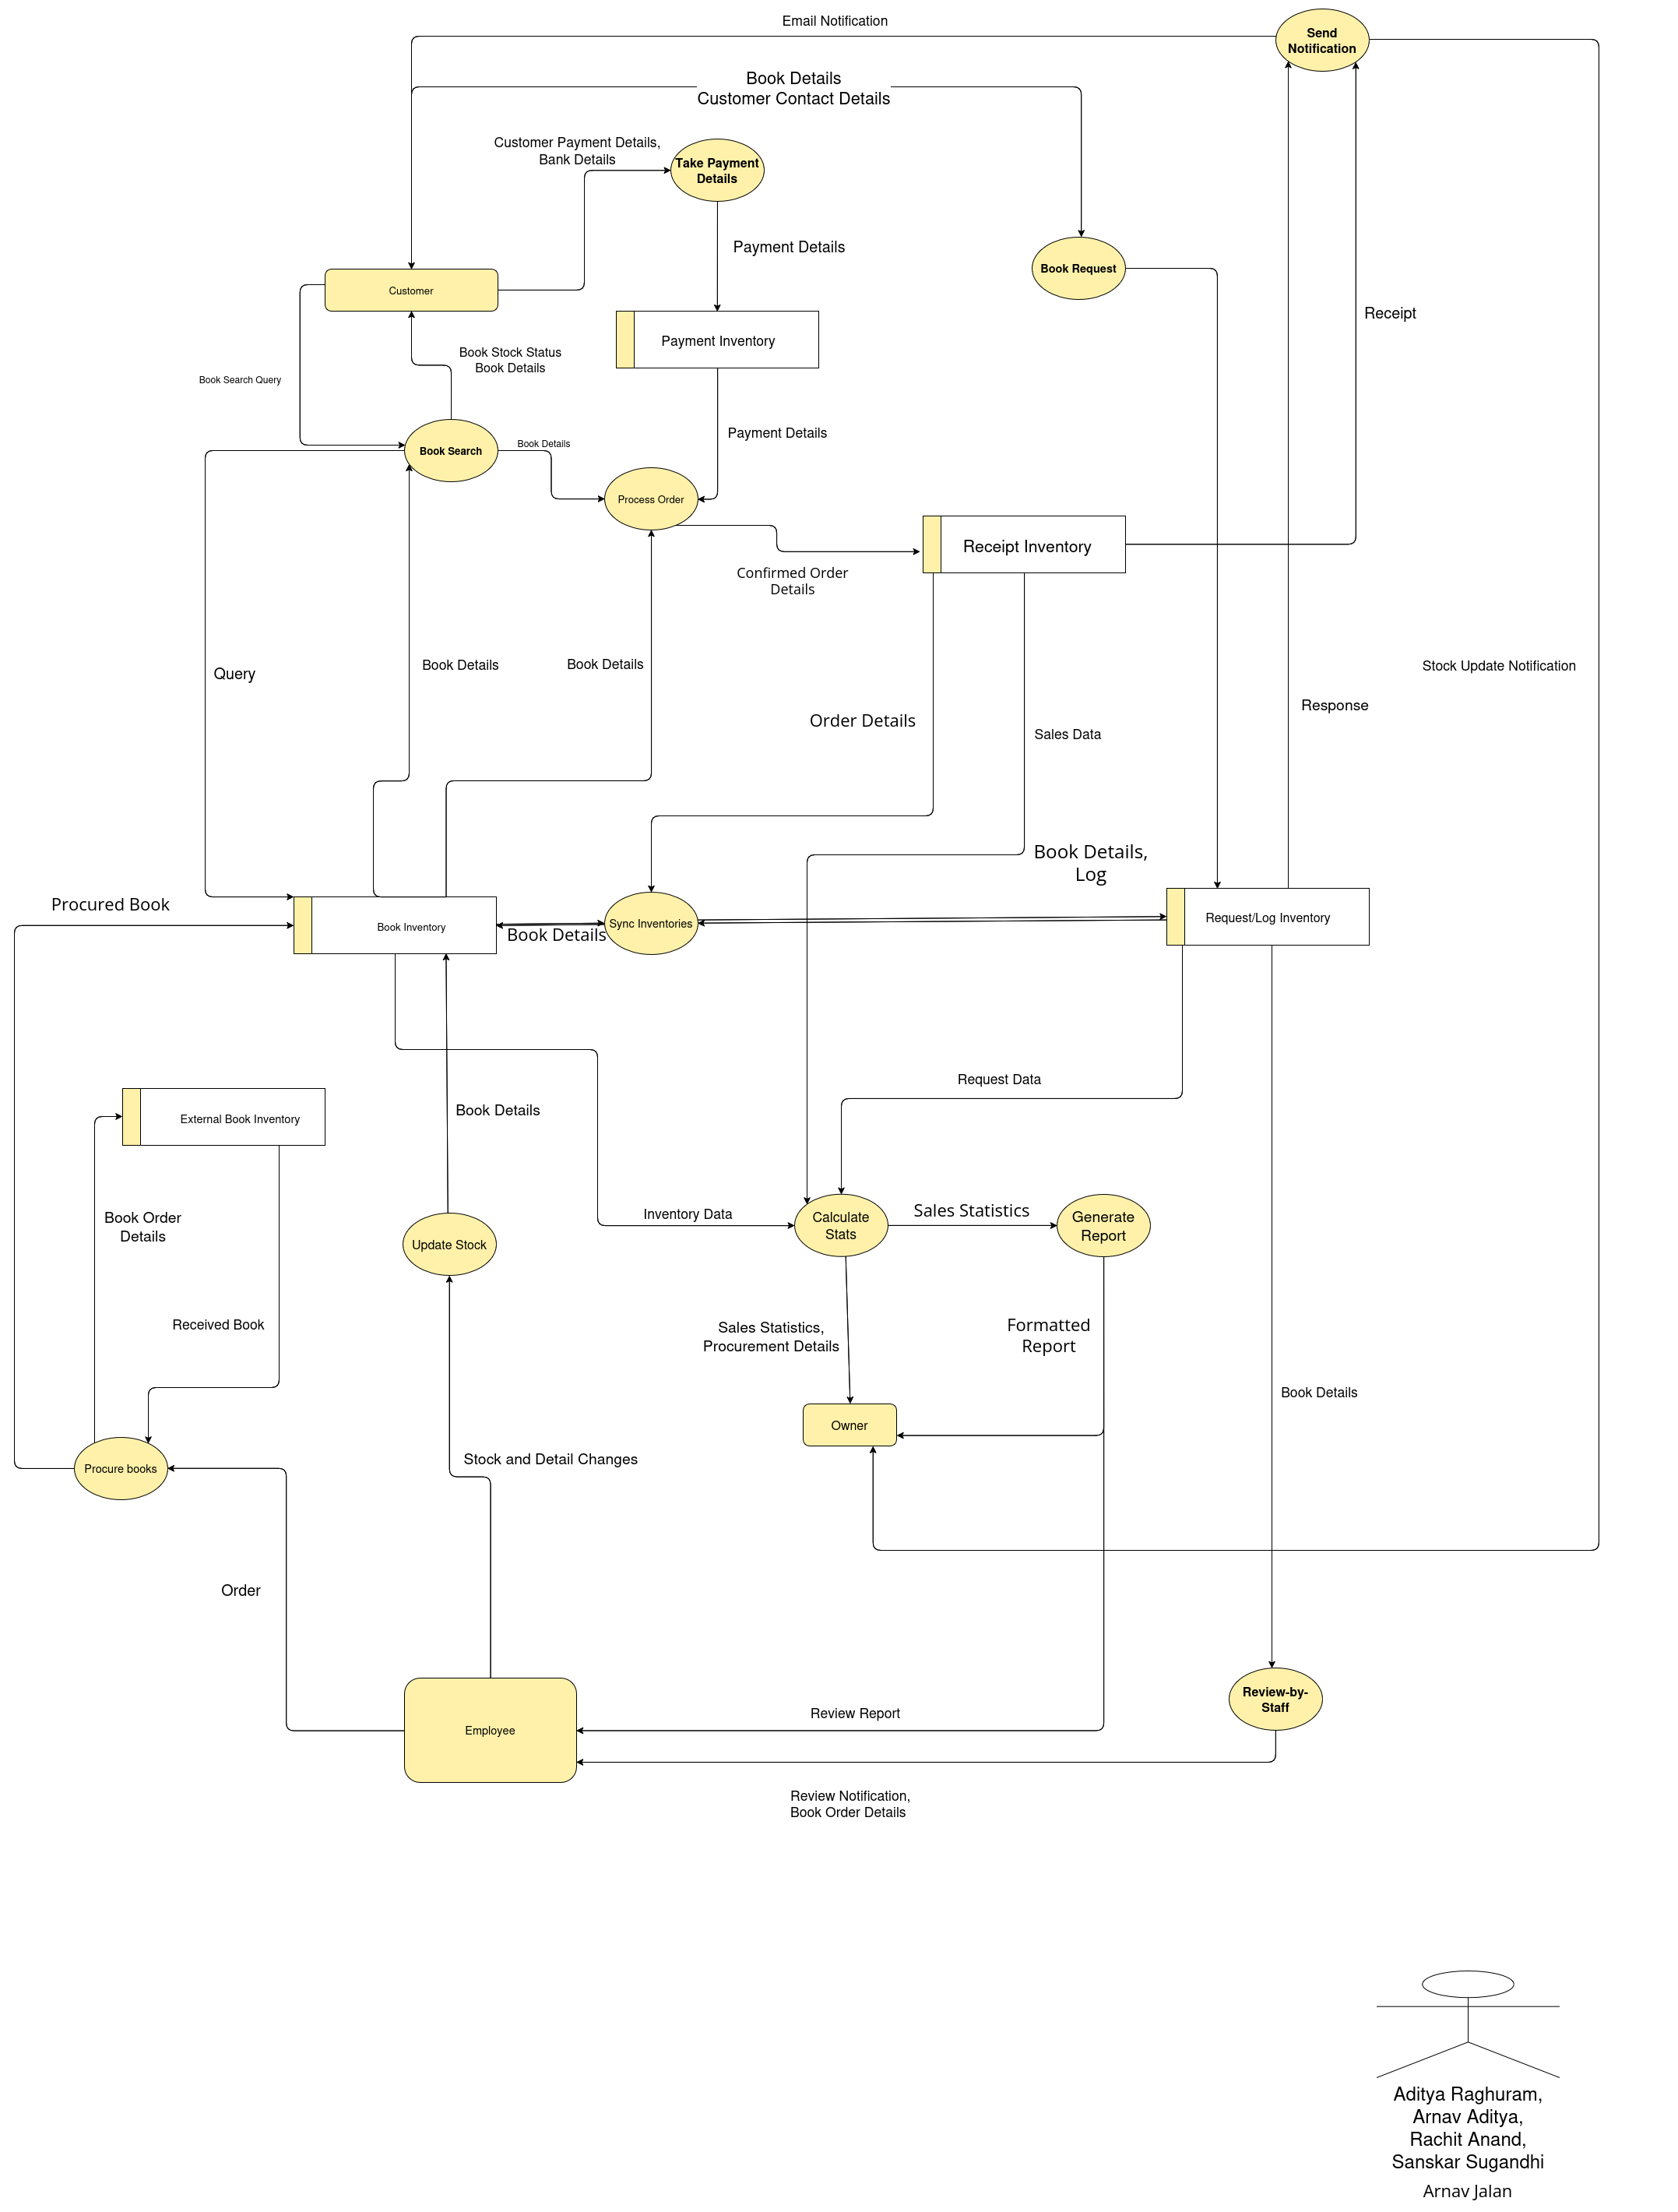 Email Notification
Send
Notification
Book Details
Customer Contact Details
Customer Payment Details,
Bank Details
Take Payment
Details
Payment Details
Book Request
Customer
Receipt
Payment Inventory
Book Stock Status
Book Details
Book Search Query
Payment Details
Book Details
Book Search
Process Order
Receipt Inventory
Confirmed Order
Details
Query
Book Details
Book Details
Stock Update Notification
Response
Order Details
Sales Data
Book Details,
Log
Procured Book
Book Inventory
Book Details
Sync Inventories
Request/Log Inventory
Request Data
Book Details
External Book Inventory
Book Order
Details
Inventory Data
Calculate
Stats
Sales Statistics
Generate
Report
Update Stock
Received Book
Sales Statistics,
Procurement Details
Formatted
Report
Book Details
Owner
Stock and Detail Changes
Procure books
Order
Review-by-
Staff
Review Report
Employee
Review Notification,
Book Order Details
Aditya Raghuram,
Arnav Aditya,
Rachit Anand,
Sanskar Sugandhi
Arnav Jalan